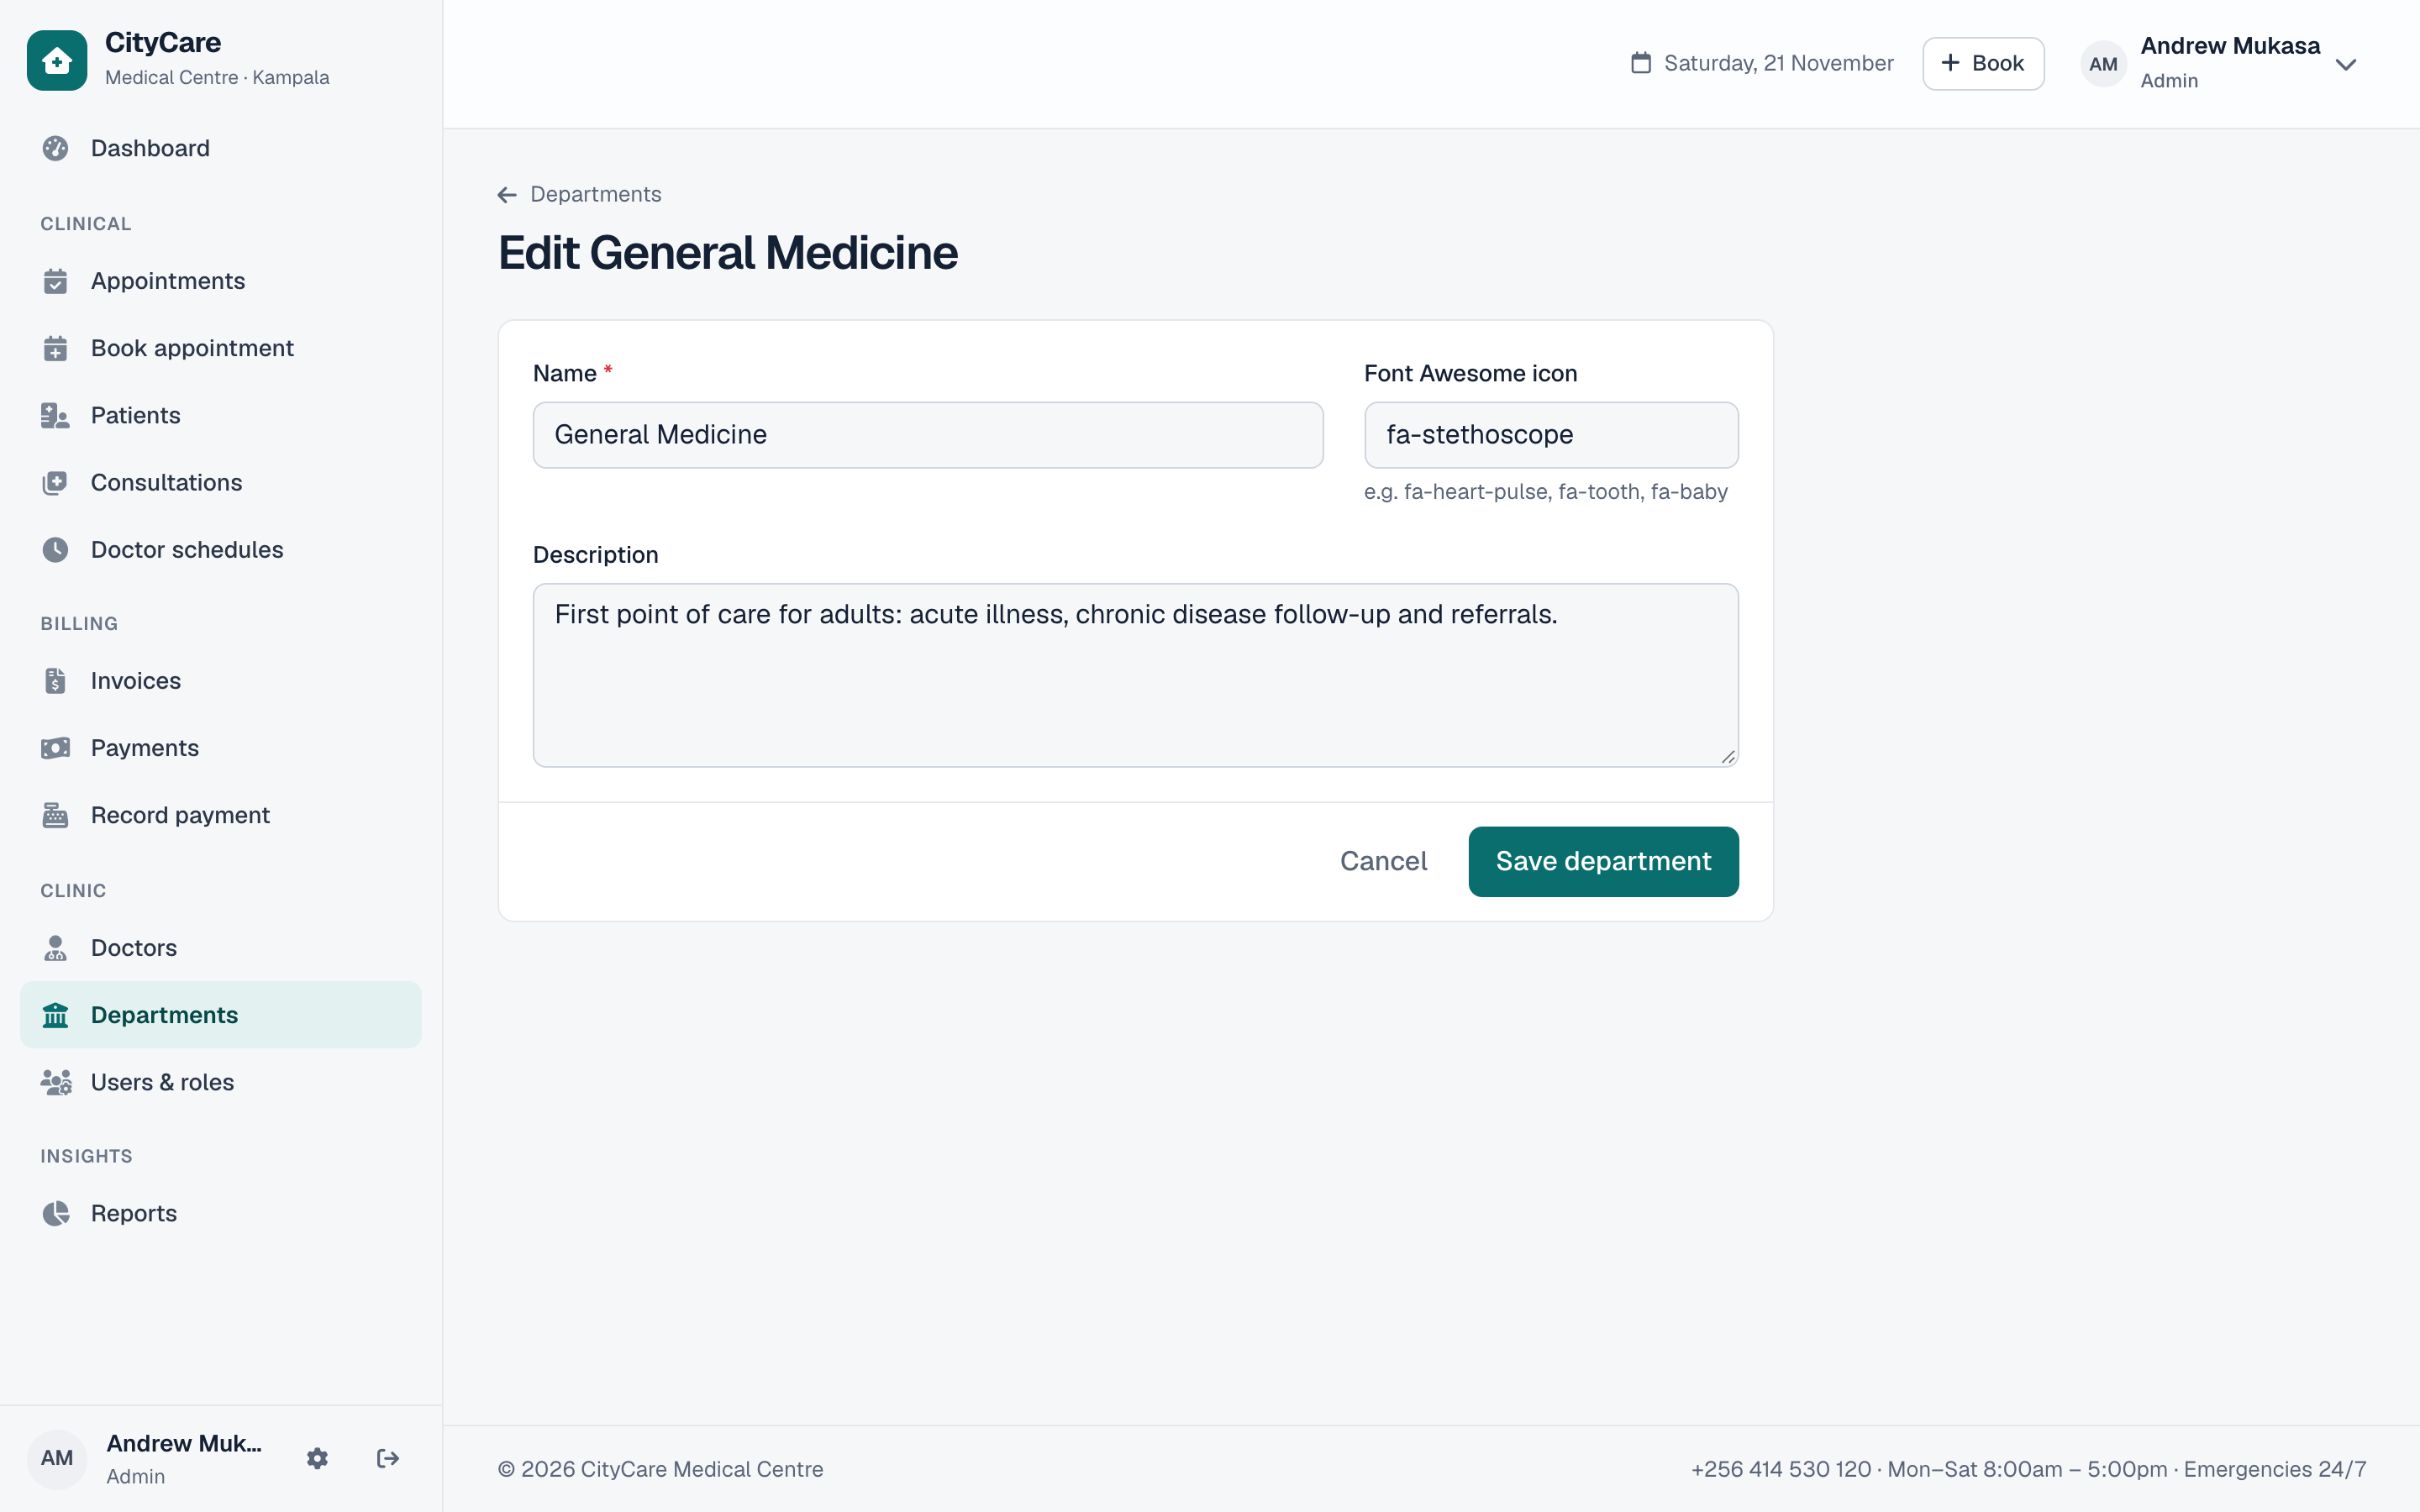 CityCare
Medical Centre · Kampala
Dashboard
CLINICAL
Appointments
Book appointment
Patients
Consultations
Doctor schedules
BILLING
Invoices
Payments
Record payment
CLINIC
Doctors
Departments
Users & roles
INSIGHTS
Reports
AM
Andrew Muk...
Admin
Saturday, 21 November
Book
AM
Andrew Mukasa
Admin
Departments
Edit General Medicine
Name *
General Medicine
Font Awesome icon
fa-stethoscope
e.g. fa-heart-pulse, fa-tooth, fa-baby
Description
First point of care for adults: acute illness, chronic disease follow-up and referrals.
Cancel
Save department
© 2026 CityCare Medical Centre
+256 414 530 120 · Mon–Sat 8:00am – 5:00pm · Emergencies 24/7